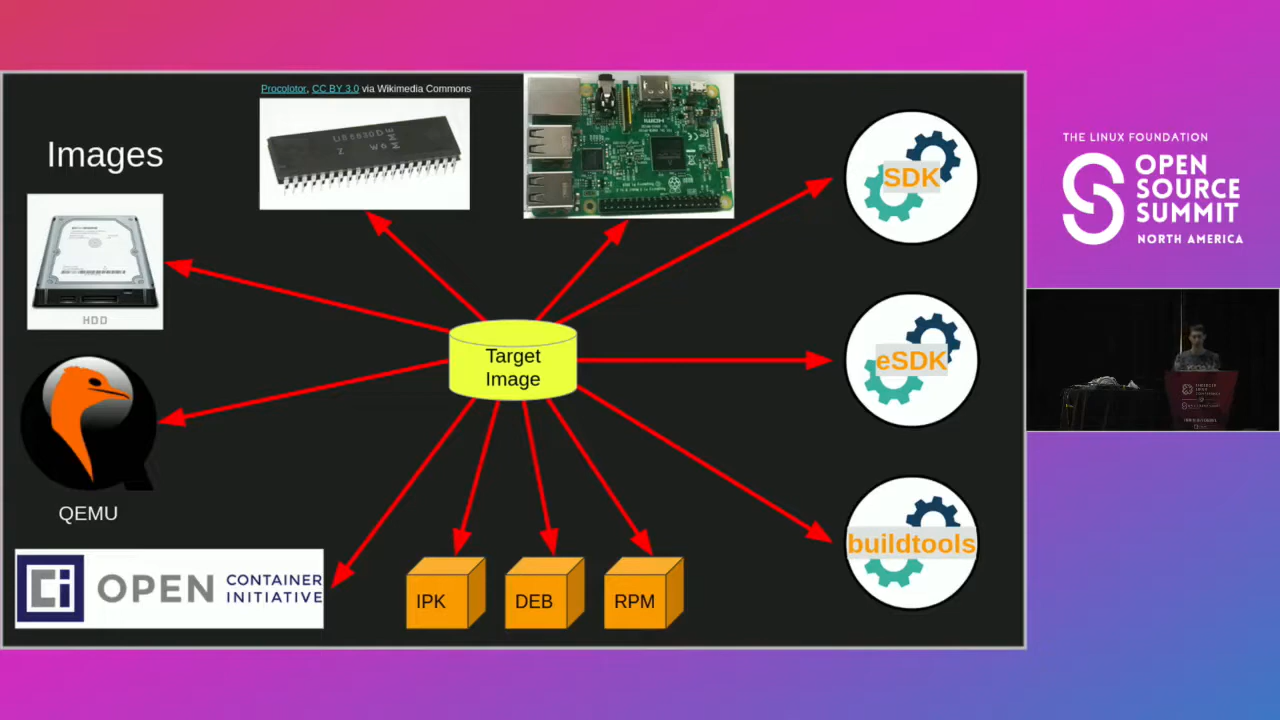 Procolotor, CC BY 3.0 via Wikimedia Commons
Images
HDD
QEMU
OPEN CONTAINER
INITIATIVE
Target
Image
IPK
DEB
RPM
SDK
eSDK
buildtools
THE LINUX FOUNDATION
OPEN
SOURCE
SUMMIT
NORTH AMERICA